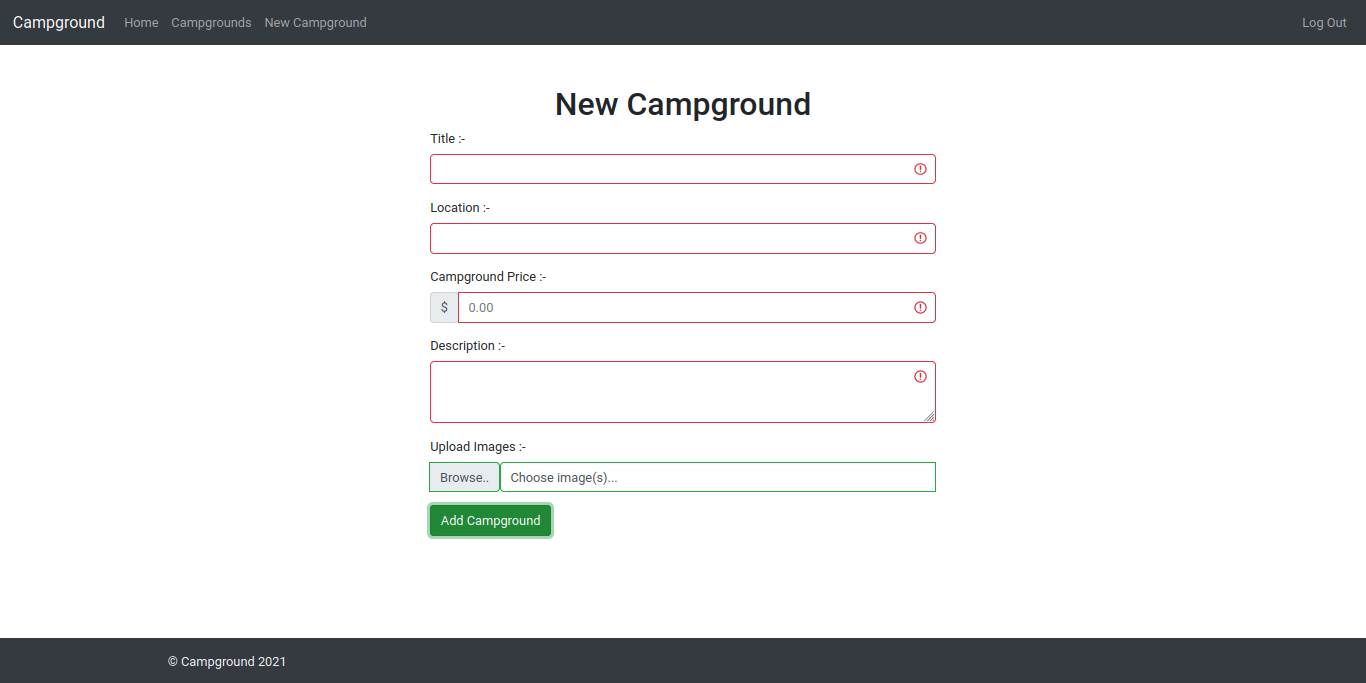 Campground Home Campgrounds New Campground Log Out
New Campground
Title :-
Location :-
Campground Price :-
$ 0.00
Description :-
Upload Images :-
Browse.. Choose image(s)...
Add Campground
© Campground 2021